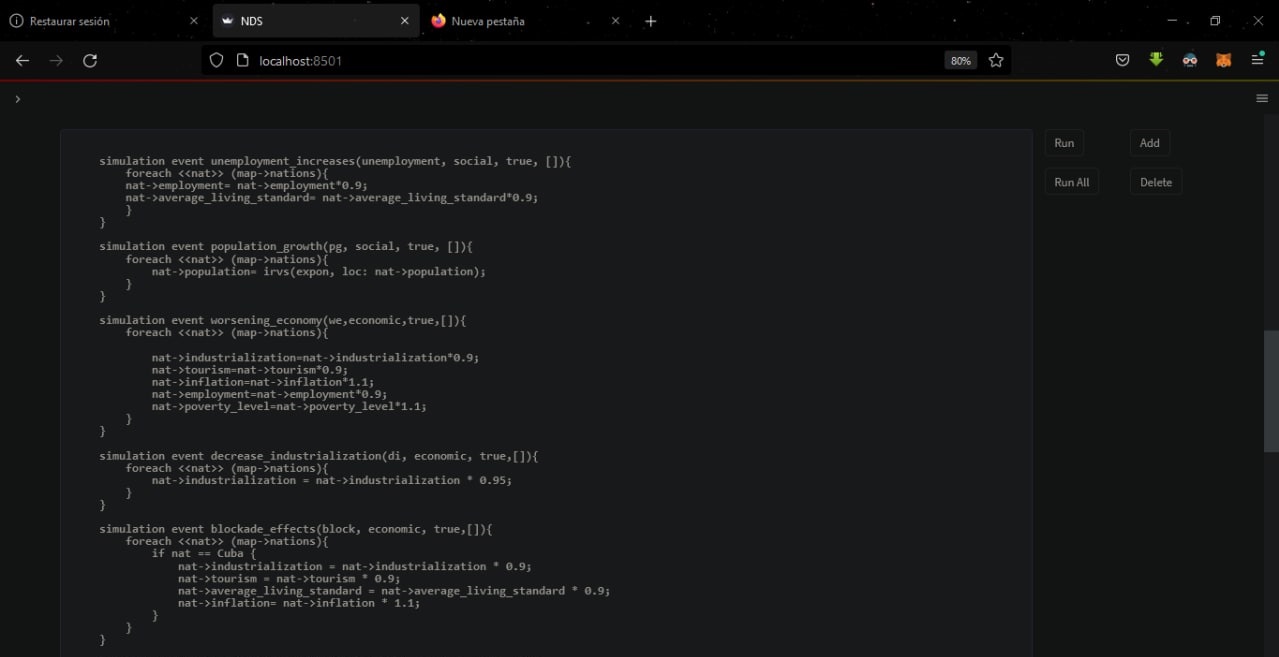 Restaurar sesión
NDS
Nueva pestaña
localhost:8501
80%
simulation event unemployment_increases(unemployment, social, true, []){
foreach <<nat>> (map->nations){
nat->employment= nat->employment*0.9;
nat->average_living_standard= nat->average_living_standard*0.9;
}
}
simulation event population_growth(pg, social, true, []){
foreach <<nat>> (map->nations){
nat->population= irvs(expon, loc: nat->population);
}
}
simulation event worsening_economy(we,economic,true,[]){
foreach <<nat>> (map->nations){
nat->industrialization=nat->industrialization*0.9;
nat->tourism=nat->tourism*0.9;
nat->inflation=nat->inflation*1.1;
nat->employment=nat->employment*0.9;
nat->poverty_level=nat->poverty_level*1.1;
}
}
simulation event decrease_industrialization(di, economic, true,[]){
foreach <<nat>> (map->nations){
nat->industrialization = nat->industrialization * 0.95;
}
}
simulation event blockade_effects(block, economic, true,[]){
foreach <<nat>> (map->nations){
if nat == Cuba {
nat->industrialization = nat->industrialization * 0.9;
nat->tourism = nat->tourism * 0.9;
nat->average_living_standard = nat->average_living_standard * 0.9;
nat->inflation= nat->inflation * 1.1;
}
}
}
Run
Add
Run All
Delete